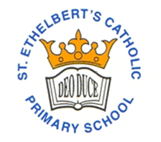 ST. ETHELBERT'S CATHOLIC
DEO DUCE
PRIMARY SCHOOL